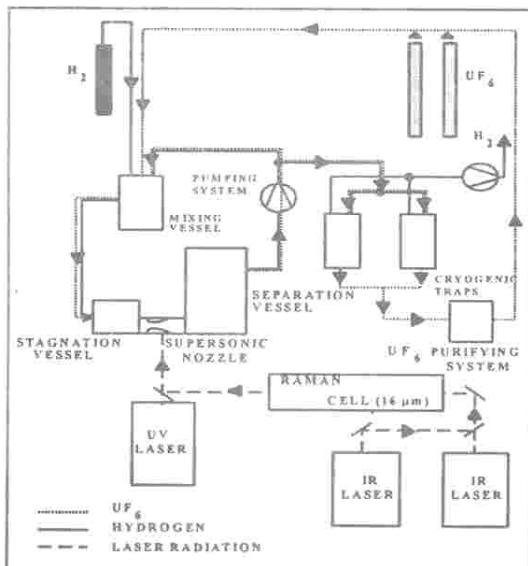 H2
UF6
H2
PUMPING
SYSTEM
MIXING
VESSEL
SEPARATION
VESSEL
CRYOGENIC
TRAPS
STAGNATION
VESSEL
SUPERSONIC
NOZZLE
UF6 PURIFYING
SYSTEM
RAMAN
CELL (16 µm)
UV
LASER
IR
LASER
IR
LASER
UF6
HYDROGEN
LASER RADIATION